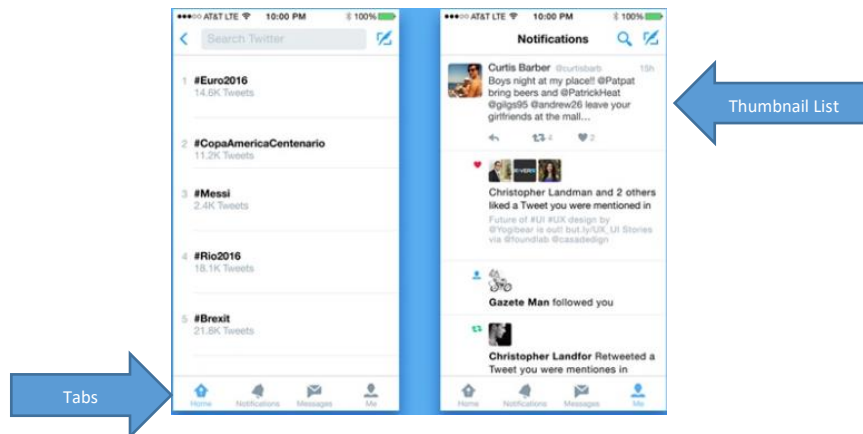 ●●●○○ AT&T LTE 10:00 PM 100%
Search Twitter
1 #Euro2016
14.6K Tweets
2 #CopaAmericaCentenario
11.2K Tweets
3 #Messi
2.4K Tweets
4 #Rio2016
18.1K Tweets
5 #Brexit
21.8K Tweets
Home Notifications Messages Me
Tabs
●●●○○ AT&T LTE 10:00 PM 100%
Notifications
Curtis Barber @curtisbarb 15h
Boys night at my place!! @Patpat
bring beers and @PatrickHeat
@gilgs95 @andrew26 leave your
girlfriends at the mall...
4 2
Christopher Landman and 2 others
liked a Tweet you were mentioned in
Future of #UI #UX design by
@Yogibear is out! but.ly/UX_UI Stories
via @foundlab @casadedign
Gazete Man followed you
Christopher Landfor Retweeted a
Tweet you were mentiones in
Home Notifications Messages Me
Thumbnail List